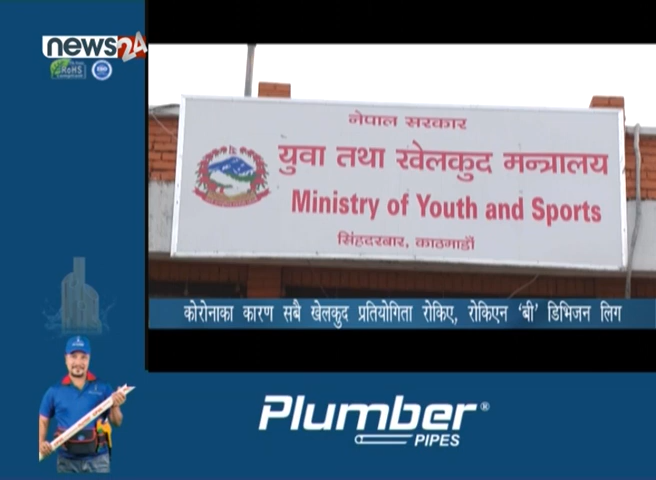 news24
RoHS
नेपाल सरकार
युवा तथा खेलकुद मन्त्रालय
Ministry of Youth and Sports
सिंहदरबार, काठमाडौं
कोरोनाका कारण सबै खेलकुद प्रतियोगिता रोकिए, रोकिएन 'बी' डिभिजन लिग
Plumber®
PIPES